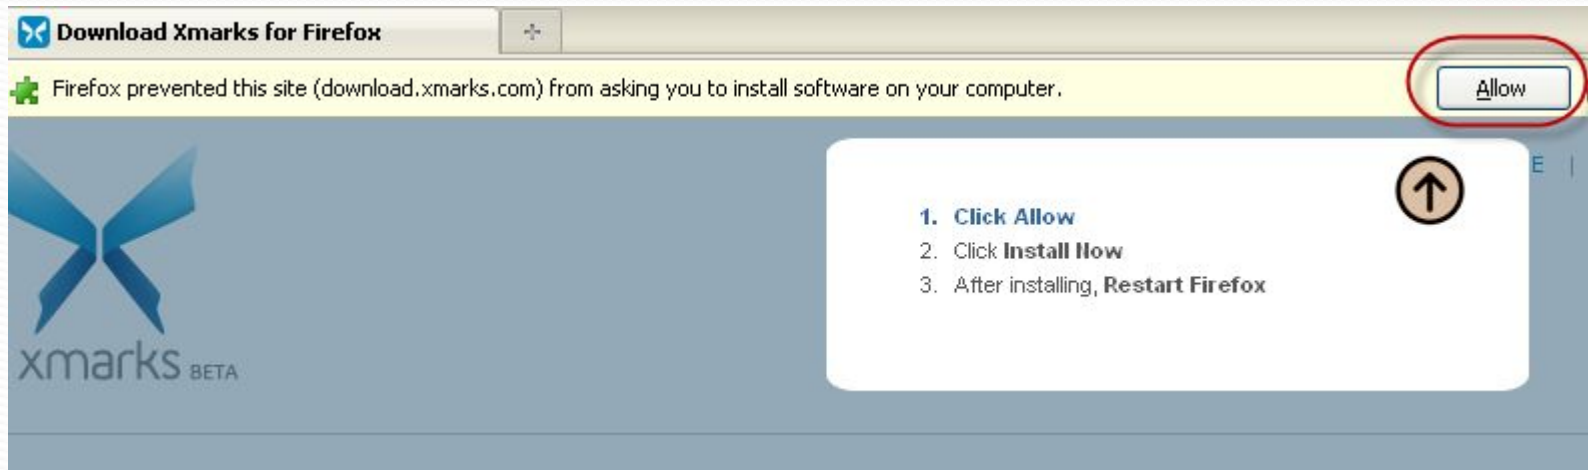 Download Xmarks for Firefox
Firefox prevented this site (download.xmarks.com) from asking you to install software on your computer.
Allow
E |
1. Click Allow
2. Click Install Now
3. After installing, Restart Firefox
xmarks BETA